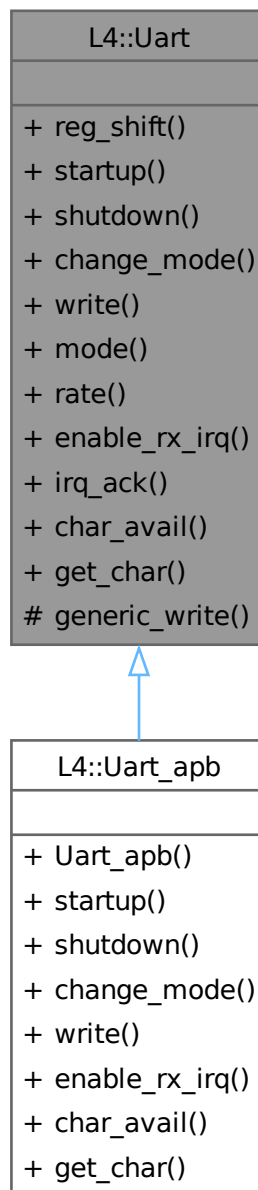 L4::Uart
+ reg_shift()
+ startup()
+ shutdown()
+ change_mode()
+ write()
+ mode()
+ rate()
+ enable_rx_irq()
+ irq_ack()
+ char_avail()
+ get_char()
# generic_write()
L4::Uart_apb
+ Uart_apb()
+ startup()
+ shutdown()
+ change_mode()
+ write()
+ enable_rx_irq()
+ char_avail()
+ get_char()